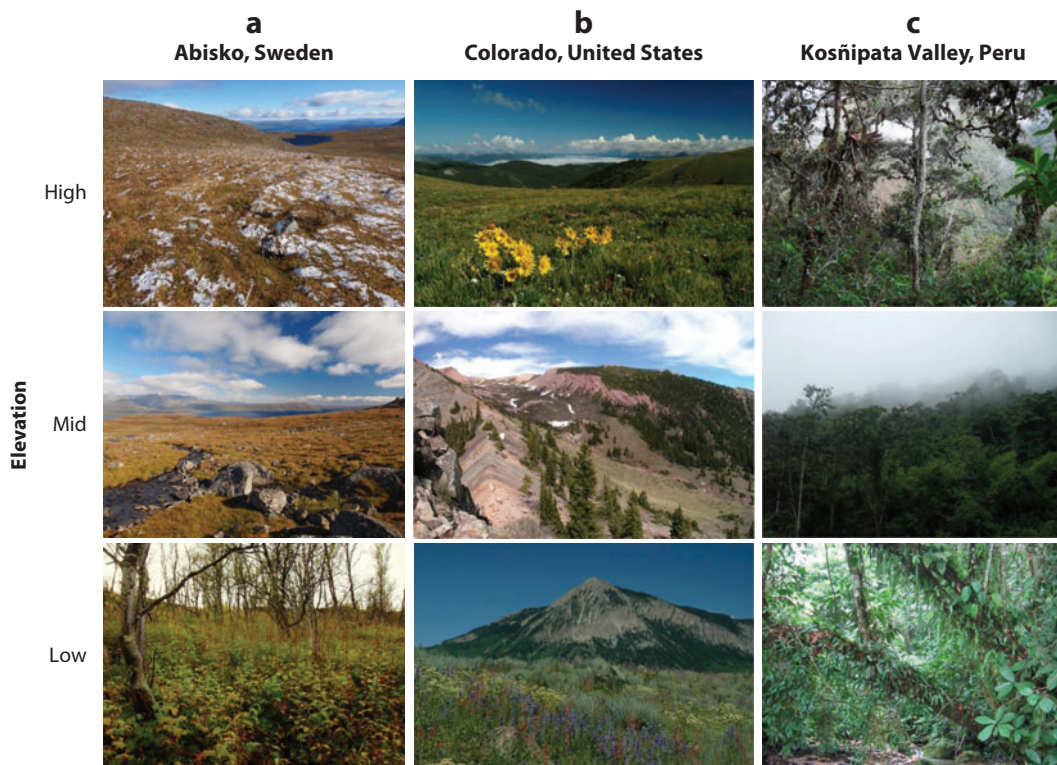 a
Abisko, Sweden
b
Colorado, United States
c
Kosñipata Valley, Peru
High
Elevation
Mid
Low